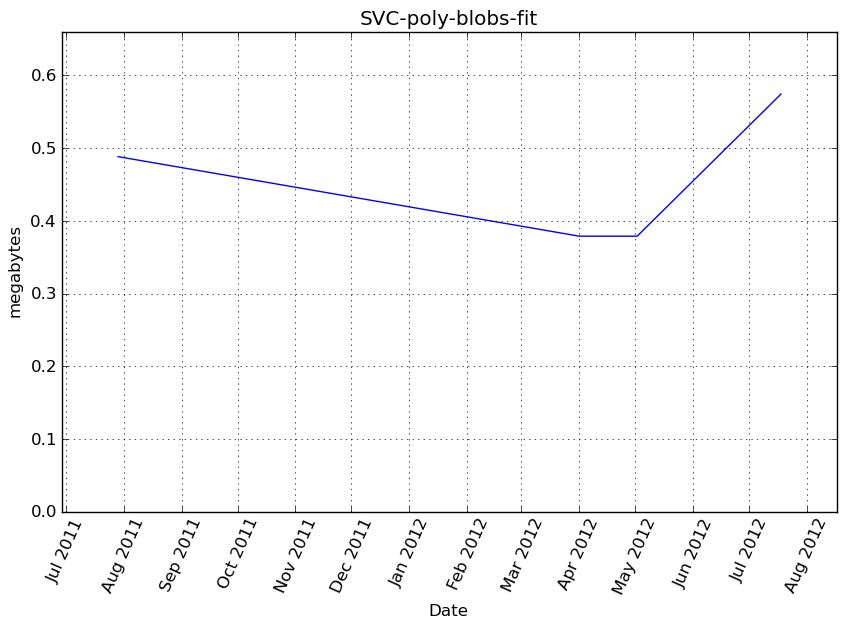 SVC-poly-blobs-fit
megabytes
0.6
0.5
0.4
0.3
0.2
0.1
0.0
Jul 2011
Aug 2011
Sep 2011
Oct 2011
Nov 2011
Dec 2011
Jan 2012
Feb 2012
Mar 2012
Apr 2012
May 2012
Jun 2012
Jul 2012
Aug 2012
Date